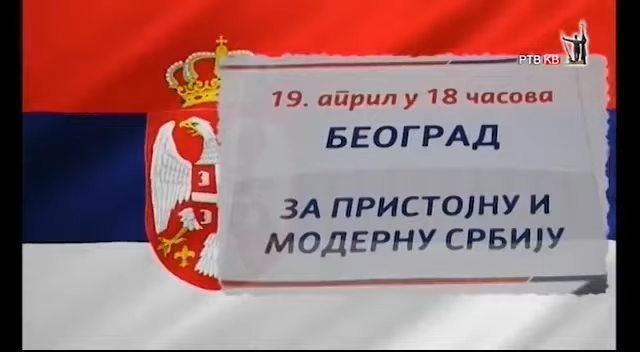 РТВ КВ
19. април у 18 часова
БЕОГРАД
ЗА ПРИСТОЈНУ И
МОДЕРНУ СРБИЈУ